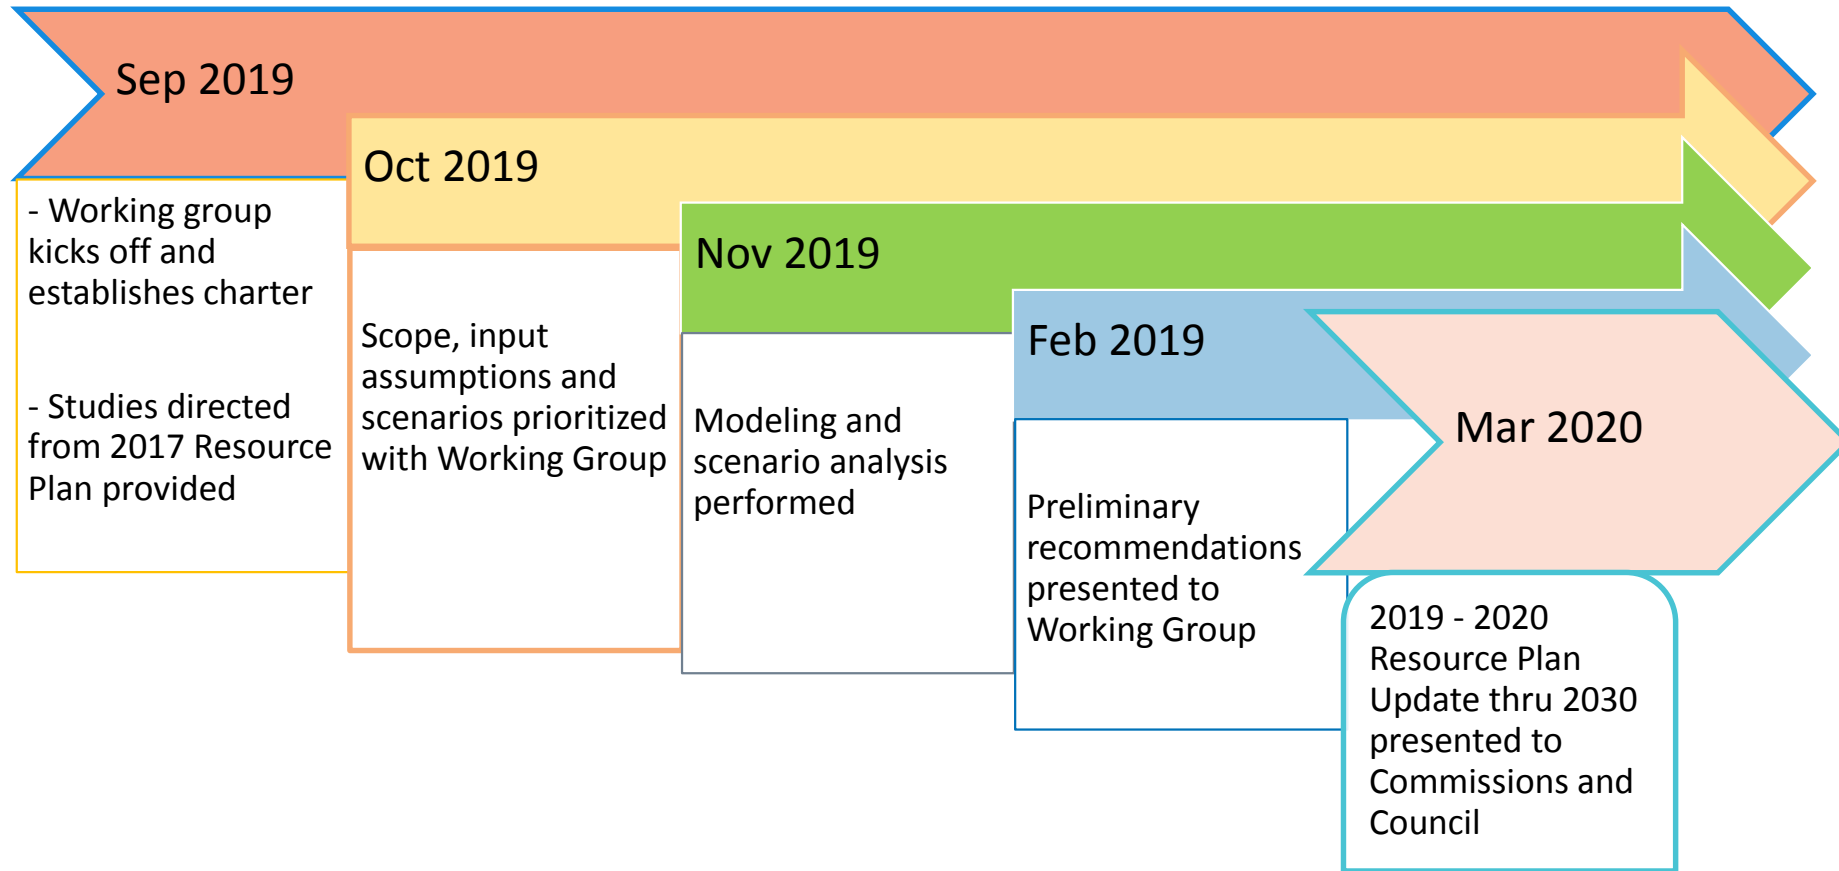 Sep 2019
- Working group
kicks off and
establishes charter
- Studies directed
from 2017 Resource
Plan provided
Oct 2019
Scope, input
assumptions and
scenarios prioritized
with Working Group
Nov 2019
Modeling and
scenario analysis
performed
Feb 2019
Preliminary
recommendations
presented to
Working Group
Mar 2020
2019 - 2020
Resource Plan
Update thru 2030
presented to
Commissions and
Council